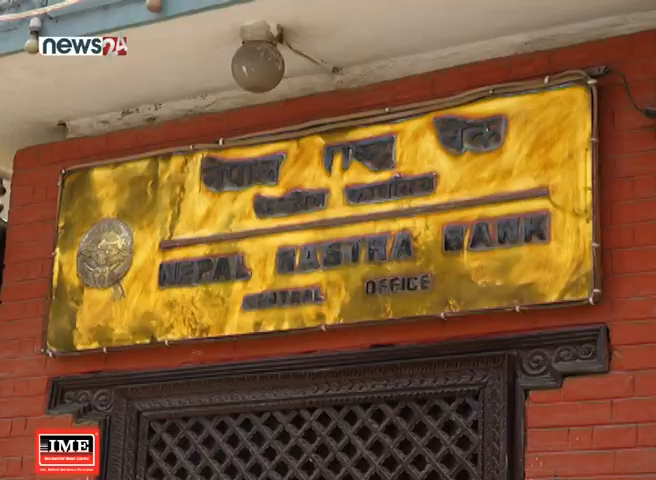 news24
नेपाल राष्ट्र बैंक
केन्द्रीय कार्यालय
NEPAL RASTRA BANK
CENTRAL OFFICE
IME